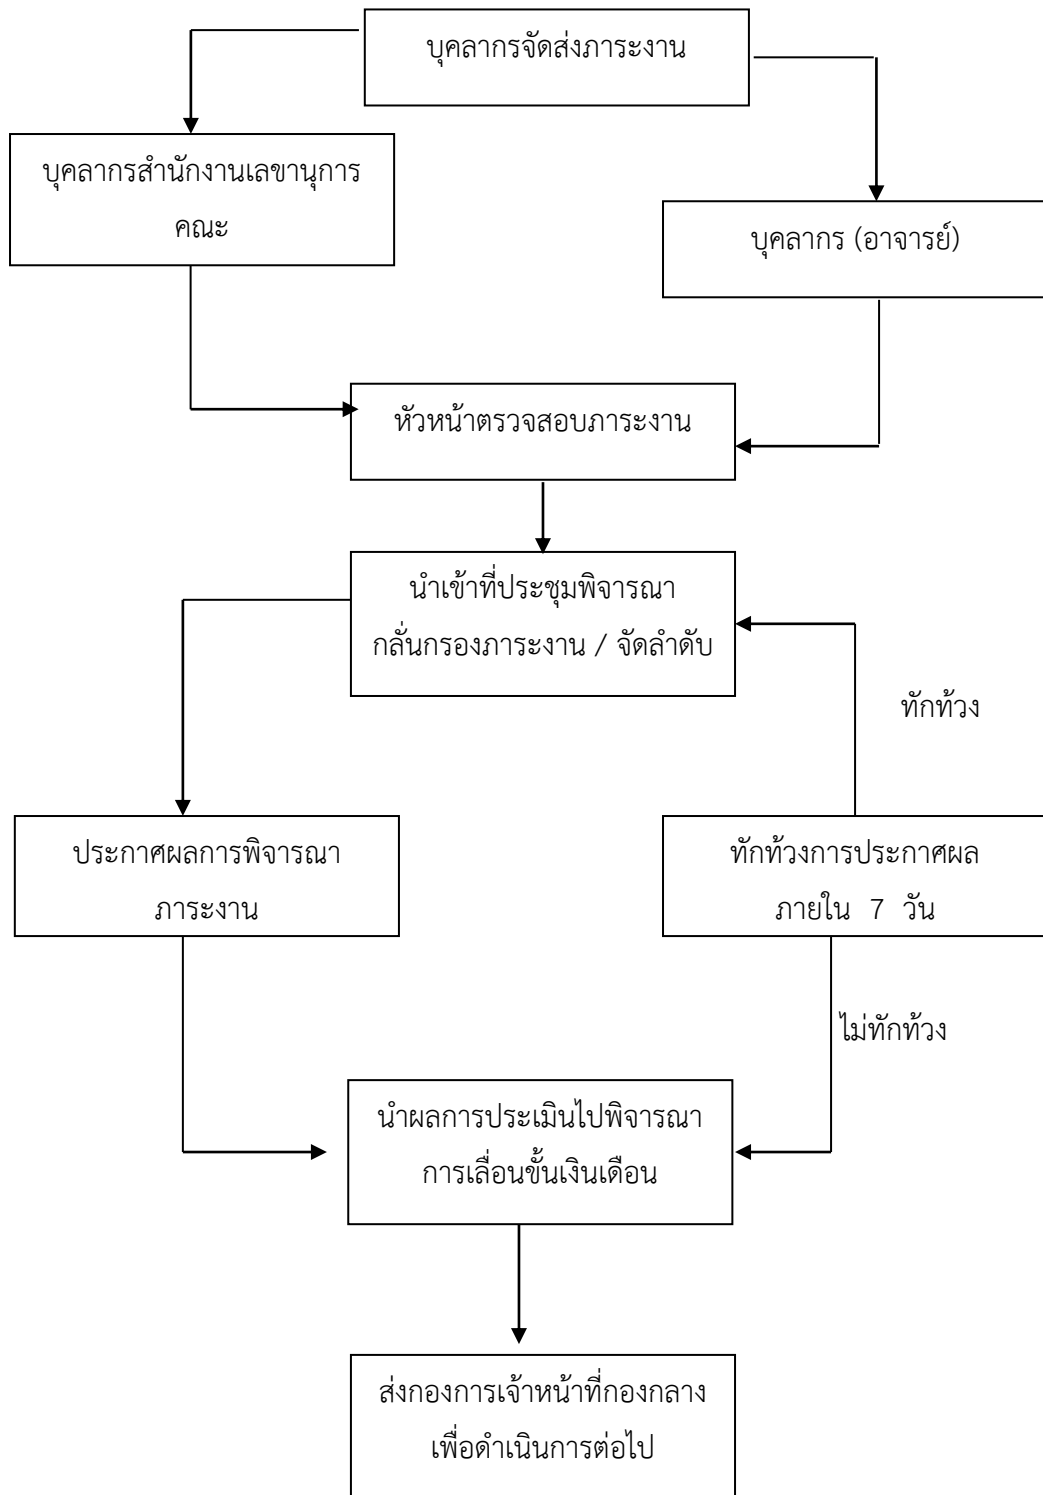 บุคลากรจัดส่งภาระงาน
บุคลากรสำนักงานเลขานุการ
คณะ
บุคลากร (อาจารย์)
หัวหน้าตรวจสอบภาระงาน
นำเข้าที่ประชุมพิจารณา
กลั่นกรองภาระงาน / จัดลำดับ
ทักท้วง
ประกาศผลการพิจารณา
ภาระงาน
ทักท้วงการประกาศผล
ภายใน 7 วัน
ไม่ทักท้วง
นำผลการประเมินไปพิจารณา
การเลื่อนขั้นเงินเดือน
ส่งกองการเจ้าหน้าที่กองกลาง
เพื่อดำเนินการต่อไป